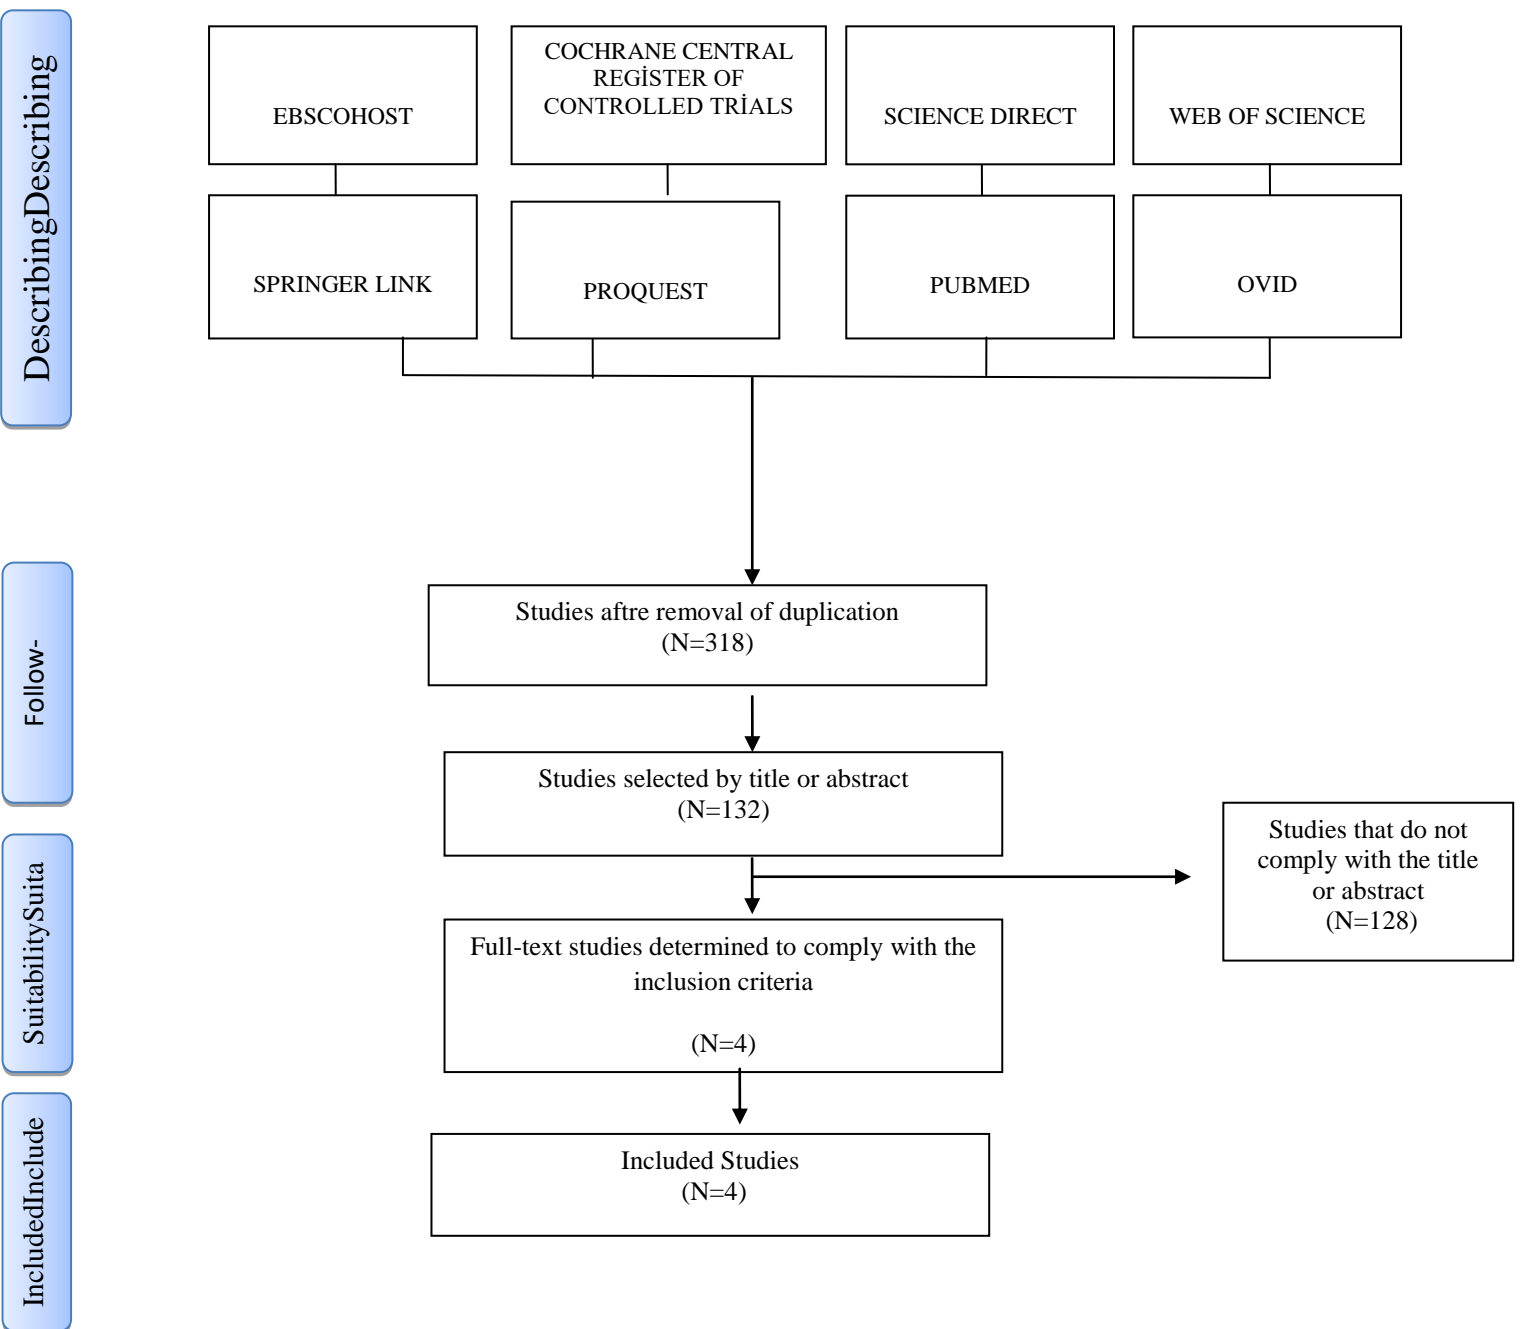 DescribingDescribing
EBSCOHOST
COCHRANE CENTRAL
REGİSTER OF
CONTROLLED TRİALS
SCIENCE DIRECT
WEB OF SCIENCE
SPRINGER LINK
PROQUEST
PUBMED
OVID
Follow-
Studies aftre removal of duplication
(N=318)
Studies selected by title or abstract
(N=132)
Studies that do not
comply with the title
or abstract
(N=128)
SuitabilitySuita
Full-text studies determined to comply with the
inclusion criteria
(N=4)
IncludedInclude
Included Studies
(N=4)